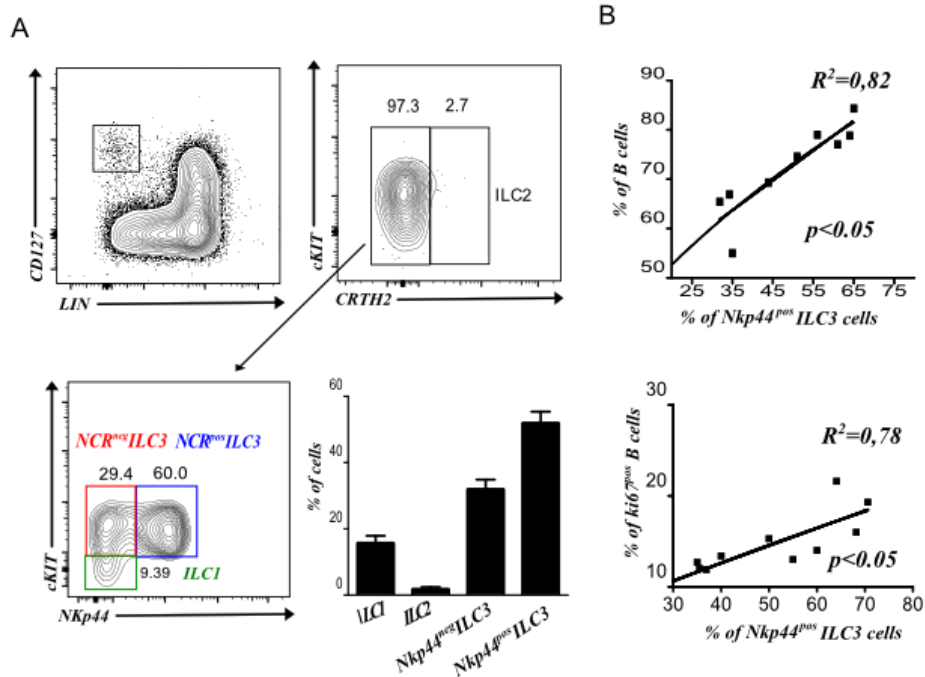 A
B
CD127
LIN
97.3 2.7
ILC2
cKIT
CRTH2
NCRnegILC3 NCRposILC3
29.4 60.0
9.39 ILC1
cKIT
NKp44
% of cells
60
40
20
0
ILC1
ILC2
Nkp44negILC3
Nkp44posILC3
R2=0,82
p<0.05
% of B cells
90
80
70
60
50
25 35 45 55 65 75
% of Nkp44pos ILC3 cells
R2=0,78
p<0.05
% of ki67pos B cells
30
20
10
30 40 50 60 70 80
% of Nkp44pos ILC3 cells